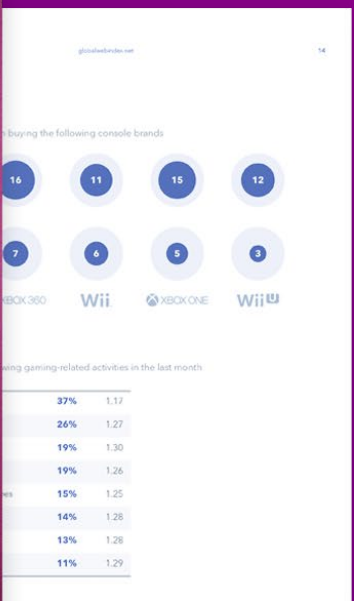 globalwebindex.net 14
buying the following console brands
16 11 15 12
7 6 5 3
XBOX 360 Wii XBOX ONE Wii U
wing gaming-related activities in the last month
37% 1.17
26% 1.27
19% 1.30
19% 1.26
15% 1.25
14% 1.28
13% 1.28
11% 1.29